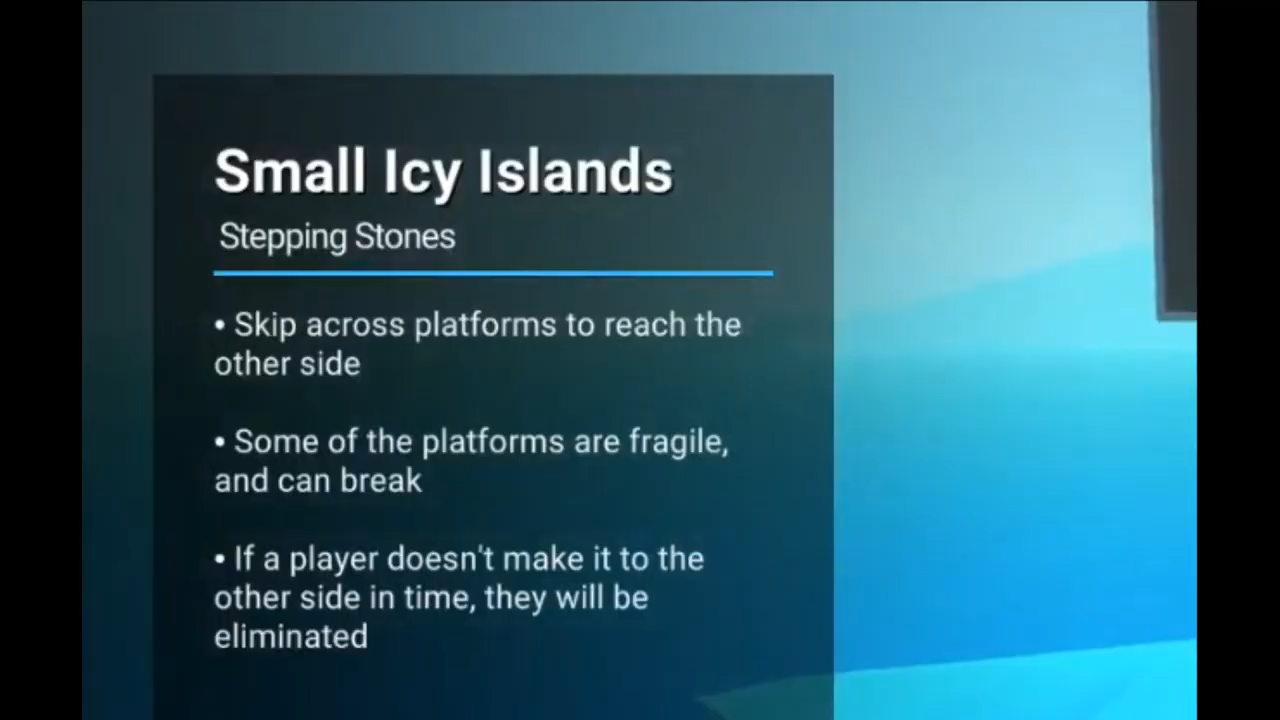 Small Icy Islands
Stepping Stones
• Skip across platforms to reach the
other side
• Some of the platforms are fragile,
and can break
• If a player doesn't make it to the
other side in time, they will be
eliminated